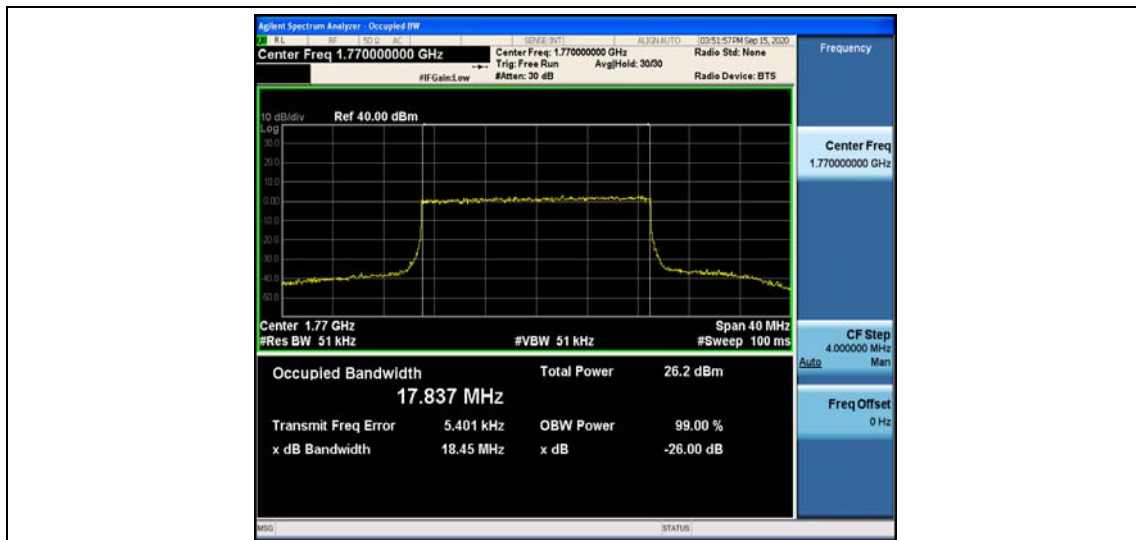 Agilent Spectrum Analyzer - Occupied BW
RL RF 50 Ω AC SENSE:INT ALIGN AUTO 03:51:57 PM Sep 15, 2020
Center Freq 1.770000000 GHz
Center Freq: 1.770000000 GHz
Radio Std: None
Trig: Free Run Avg|Hold: 30/30
#IFGain:Low
#Atten: 30 dB
Radio Device: BTS
10 dB/div Ref 40.00 dBm
Log
30.0
20.0
10.0
0.00
-10.0
-20.0
-30.0
-40.0
-50.0
Center 1.77 GHz Span 40 MHz
#Res BW 51 kHz #VBW 51 kHz #Sweep 100 ms
Occupied Bandwidth Total Power 26.2 dBm
17.837 MHz
Transmit Freq Error 5.401 kHz OBW Power 99.00 %
x dB Bandwidth 18.45 MHz x dB -26.00 dB
Frequency
Center Freq
1.770000000 GHz
CF Step
4.000000 MHz
Auto Man
Freq Offset
0 Hz
MSG STATUS